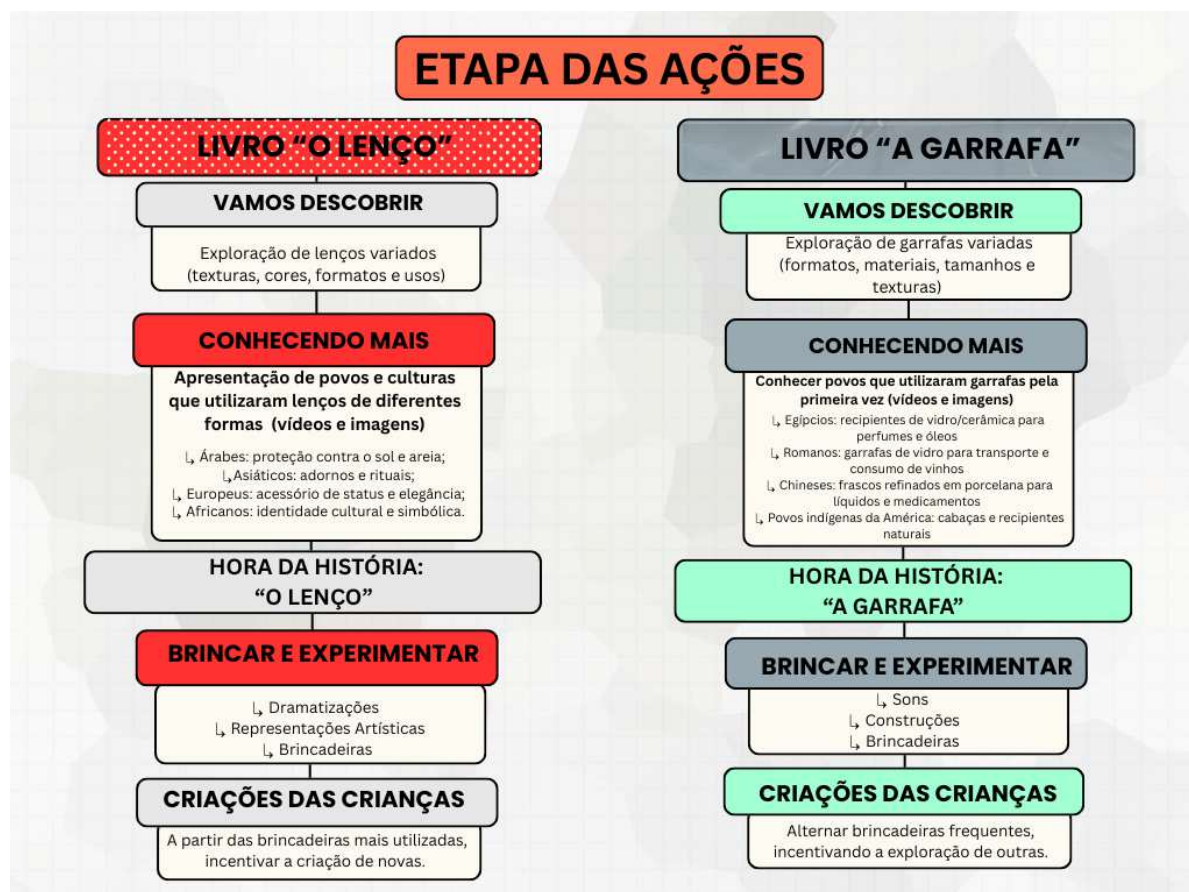 ETAPA DAS AÇÕES
LIVRO “O LENÇO”
VAMOS DESCOBRIR
Exploração de lenços variados
(texturas, cores, formatos e usos)
CONHECENDO MAIS
Apresentação de povos e culturas
que utilizaram lenços de diferentes
formas (vídeos e imagens)
↳ Árabes: proteção contra o sol e areia;
↳ Asiáticos: adornos e rituais;
↳ Europeus: acessório de status e elegância;
↳ Africanos: identidade cultural e simbólica.
HORA DA HISTÓRIA:
“O LENÇO”
BRINCAR E EXPERIMENTAR
↳ Dramatizações
↳ Representações Artísticas
↳ Brincadeiras
CRIAÇÕES DAS CRIANÇAS
A partir das brincadeiras mais utilizadas,
incentivar a criação de novas.
LIVRO “A GARRAFA”
VAMOS DESCOBRIR
Exploração de garrafas variadas
(formatos, materiais, tamanhos e
texturas)
CONHECENDO MAIS
Conhecer povos que utilizaram garrafas pela
primeira vez (vídeos e imagens)
↳ Egípcios: recipientes de vidro/cerâmica para
perfumes e óleos
↳ Romanos: garrafas de vidro para transporte e
consumo de vinhos
↳ Chineses: frascos refinados em porcelana para
líquidos e medicamentos
↳ Povos indígenas da América: cabaças e recipientes
naturais
HORA DA HISTÓRIA:
“A GARRAFA”
BRINCAR E EXPERIMENTAR
↳ Sons
↳ Construções
↳ Brincadeiras
CRIAÇÕES DAS CRIANÇAS
Alternar brincadeiras frequentes,
incentivando a exploração de outras.